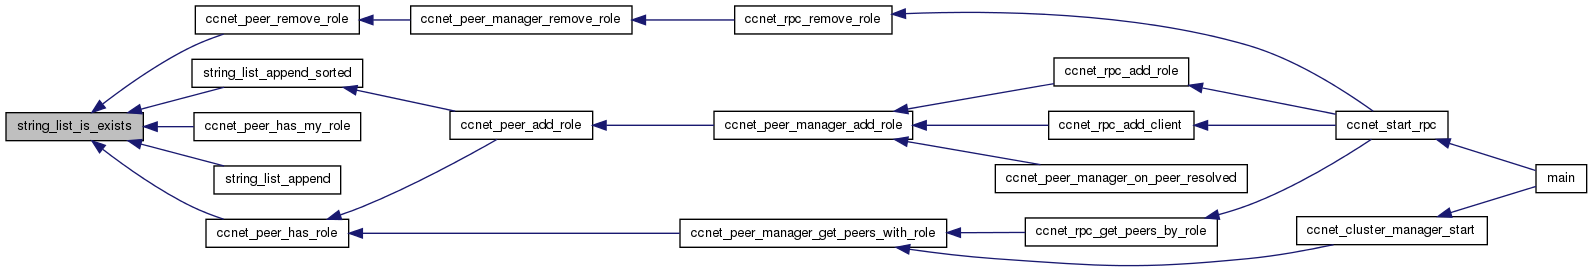 ccnet_peer_remove_role
ccnet_peer_manager_remove_role
ccnet_rpc_remove_role
string_list_append_sorted
ccnet_rpc_add_role
string_list_is_exists
ccnet_peer_has_my_role
ccnet_peer_add_role
ccnet_peer_manager_add_role
ccnet_rpc_add_client
ccnet_start_rpc
string_list_append
ccnet_peer_manager_on_peer_resolved
main
ccnet_peer_has_role
ccnet_peer_manager_get_peers_with_role
ccnet_rpc_get_peers_by_role
ccnet_cluster_manager_start